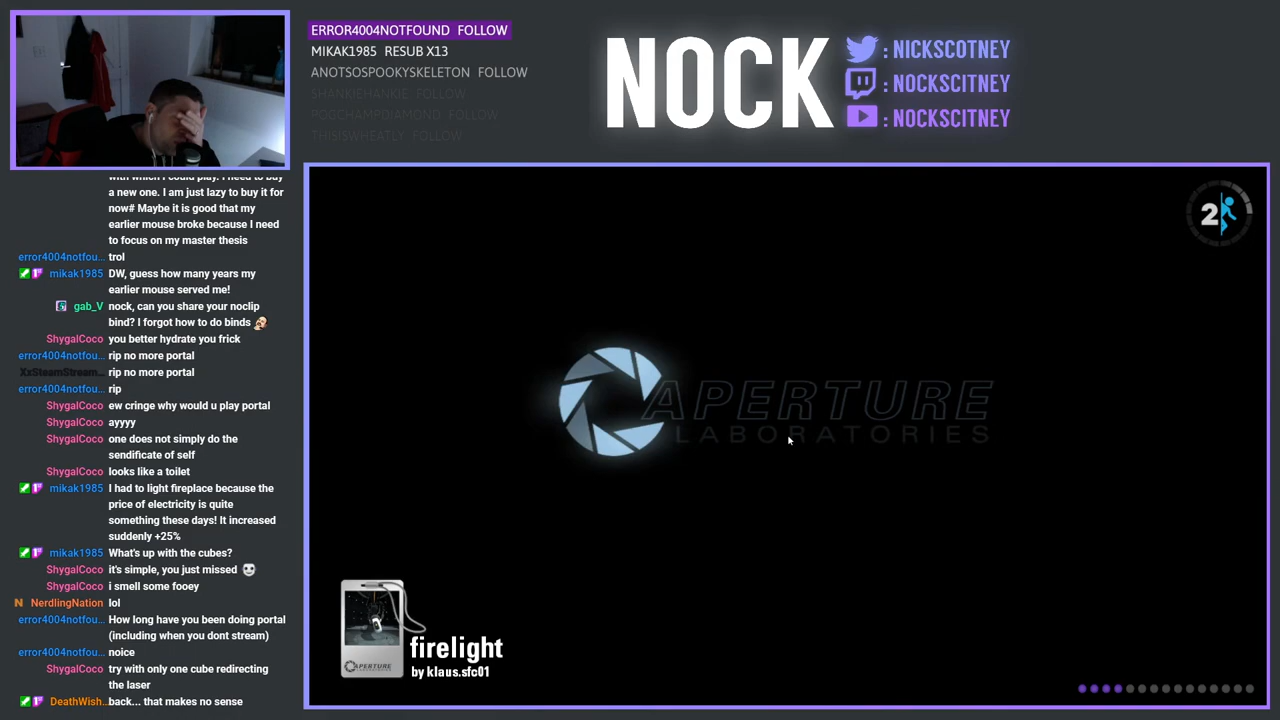 ERROR4004NOTFOUND FOLLOW
MIKAK1985 RESUB X13
ANOTSOSPOOKYSKELETON FOLLOW
SHANKIEHANKIE FOLLOW
POGCHAMPDIAMOND FOLLOW
THISISWHEATLY FOLLOW
NOCK
: NICKSCOTNEY
: NOCKSCITNEY
: NOCKSCITNEY
with which I could play. I need to buy
a new one. I am just lazy to buy it for
now# Maybe it is good that my
earlier mouse broke because I need
to focus on my master thesis
error4004notfou... trol
mikak1985 DW, guess how many years my
earlier mouse served me!
gab_V nock, can you share your noclip
bind? I forgot how to do binds
ShygalCoco you better hydrate you frick
error4004notfou... rip no more portal
XxSteamStream... rip no more portal
error4004notfou... rip
ShygalCoco ew cringe why would u play portal
ShygalCoco ayyyy
ShygalCoco one does not simply do the
sendificate of self
ShygalCoco looks like a toilet
mikak1985 I had to light fireplace because the
price of electricity is quite
something these days! It increased
suddenly +25%
mikak1985 What's up with the cubes?
ShygalCoco it's simple, you just missed
ShygalCoco i smell some fooey
NerdlingNation lol
error4004notfou... How long have you been doing portal
(including when you dont stream)
error4004notfou... noice
ShygalCoco try with only one cube redirecting
the laser
DeathWish... back... that makes no sense
2
APERTURE
LABORATORIES
APERTURE
firelight
by klaus.sfc01